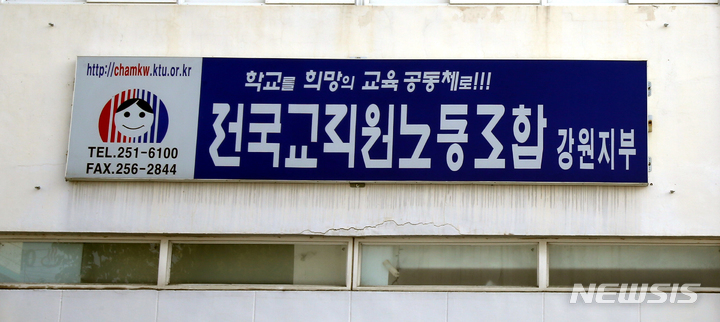 http://chamkw.ktu.or.kr
TEL.251-6100
FAX.256-2844
학교를 희망의 교육 공동체로!!!
전국교직원노동조합 강원지부
NEWSIS